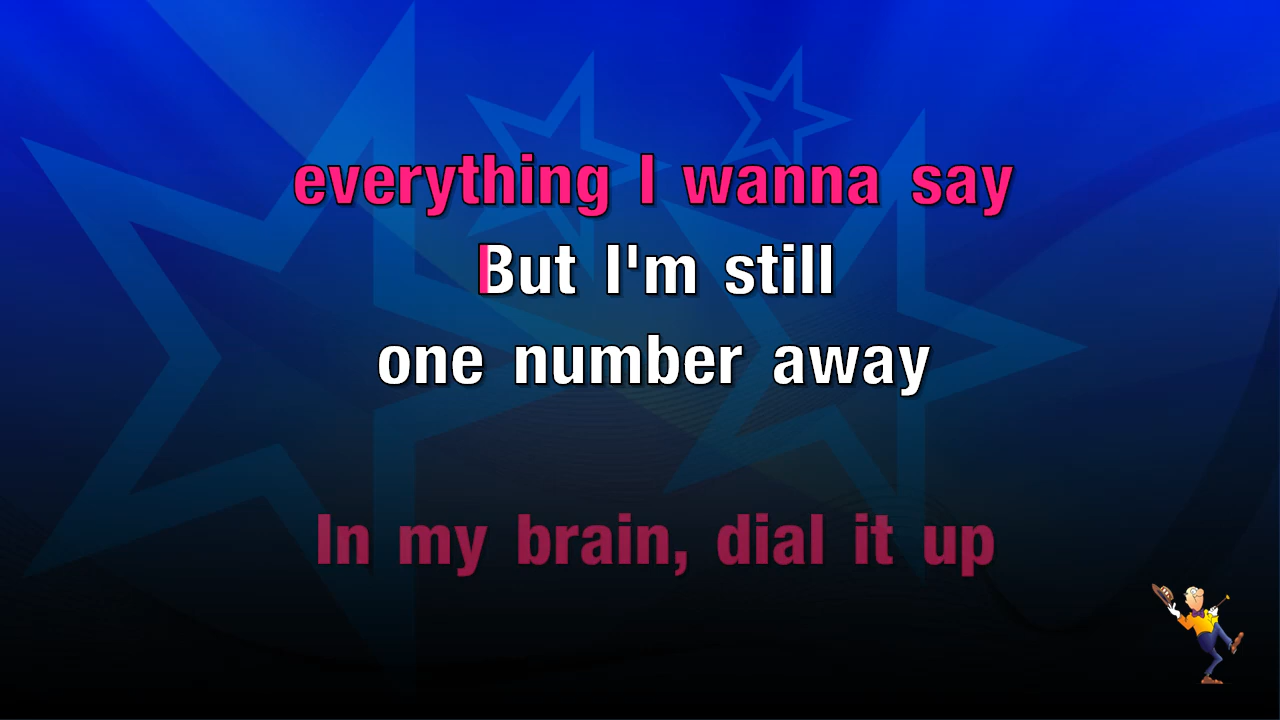 everything I wanna say
But I'm still
one number away
In my brain, dial it up